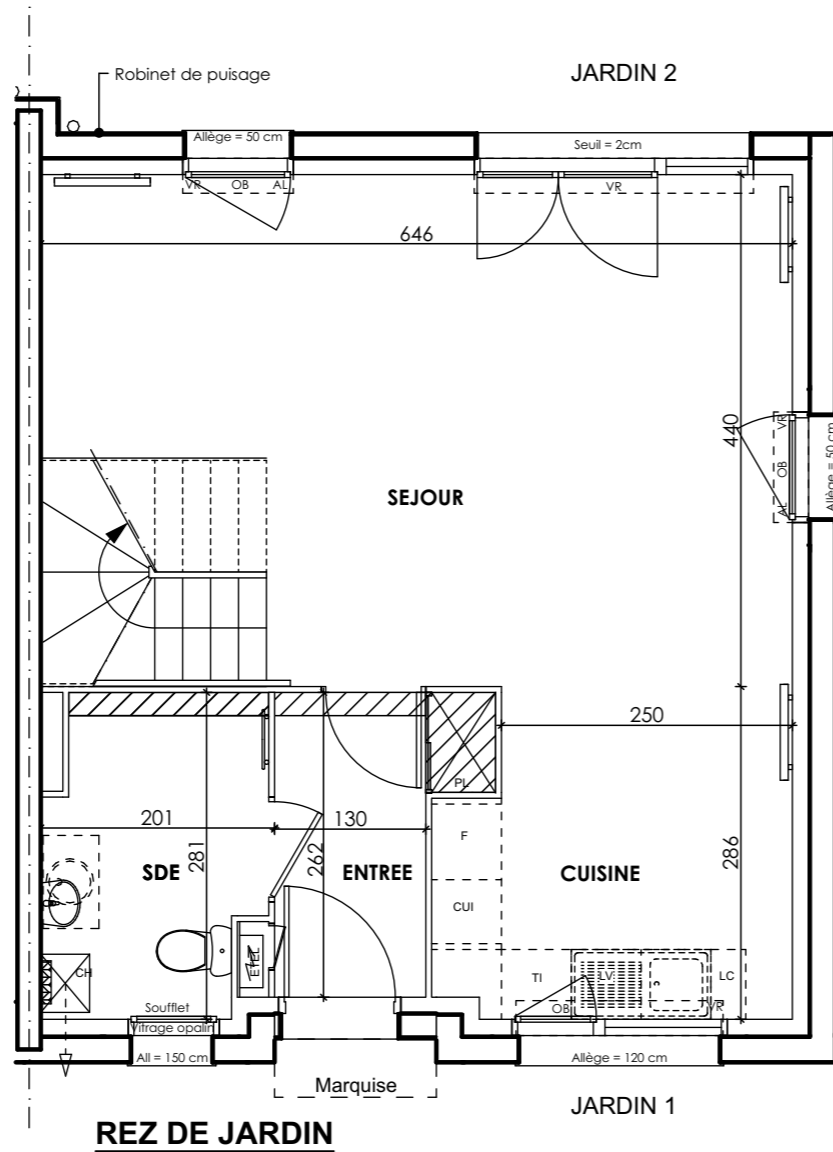 Robinet de puisage
JARDIN 2
Allège = 50 cm
Seuil = 2cm
VR OB AL
VR
646
440
VR
OB
AL
Allège = 50 cm
SEJOUR
250
PL
201
130
281
262
286
F
SDE
ENTREE
CUISINE
CUI
ETEL
CH
TI
LV
LC
OB
VR
Soufflet
Vitrage opalin
All = 150 cm
Allège = 120 cm
Marquise
JARDIN 1
REZ DE JARDIN